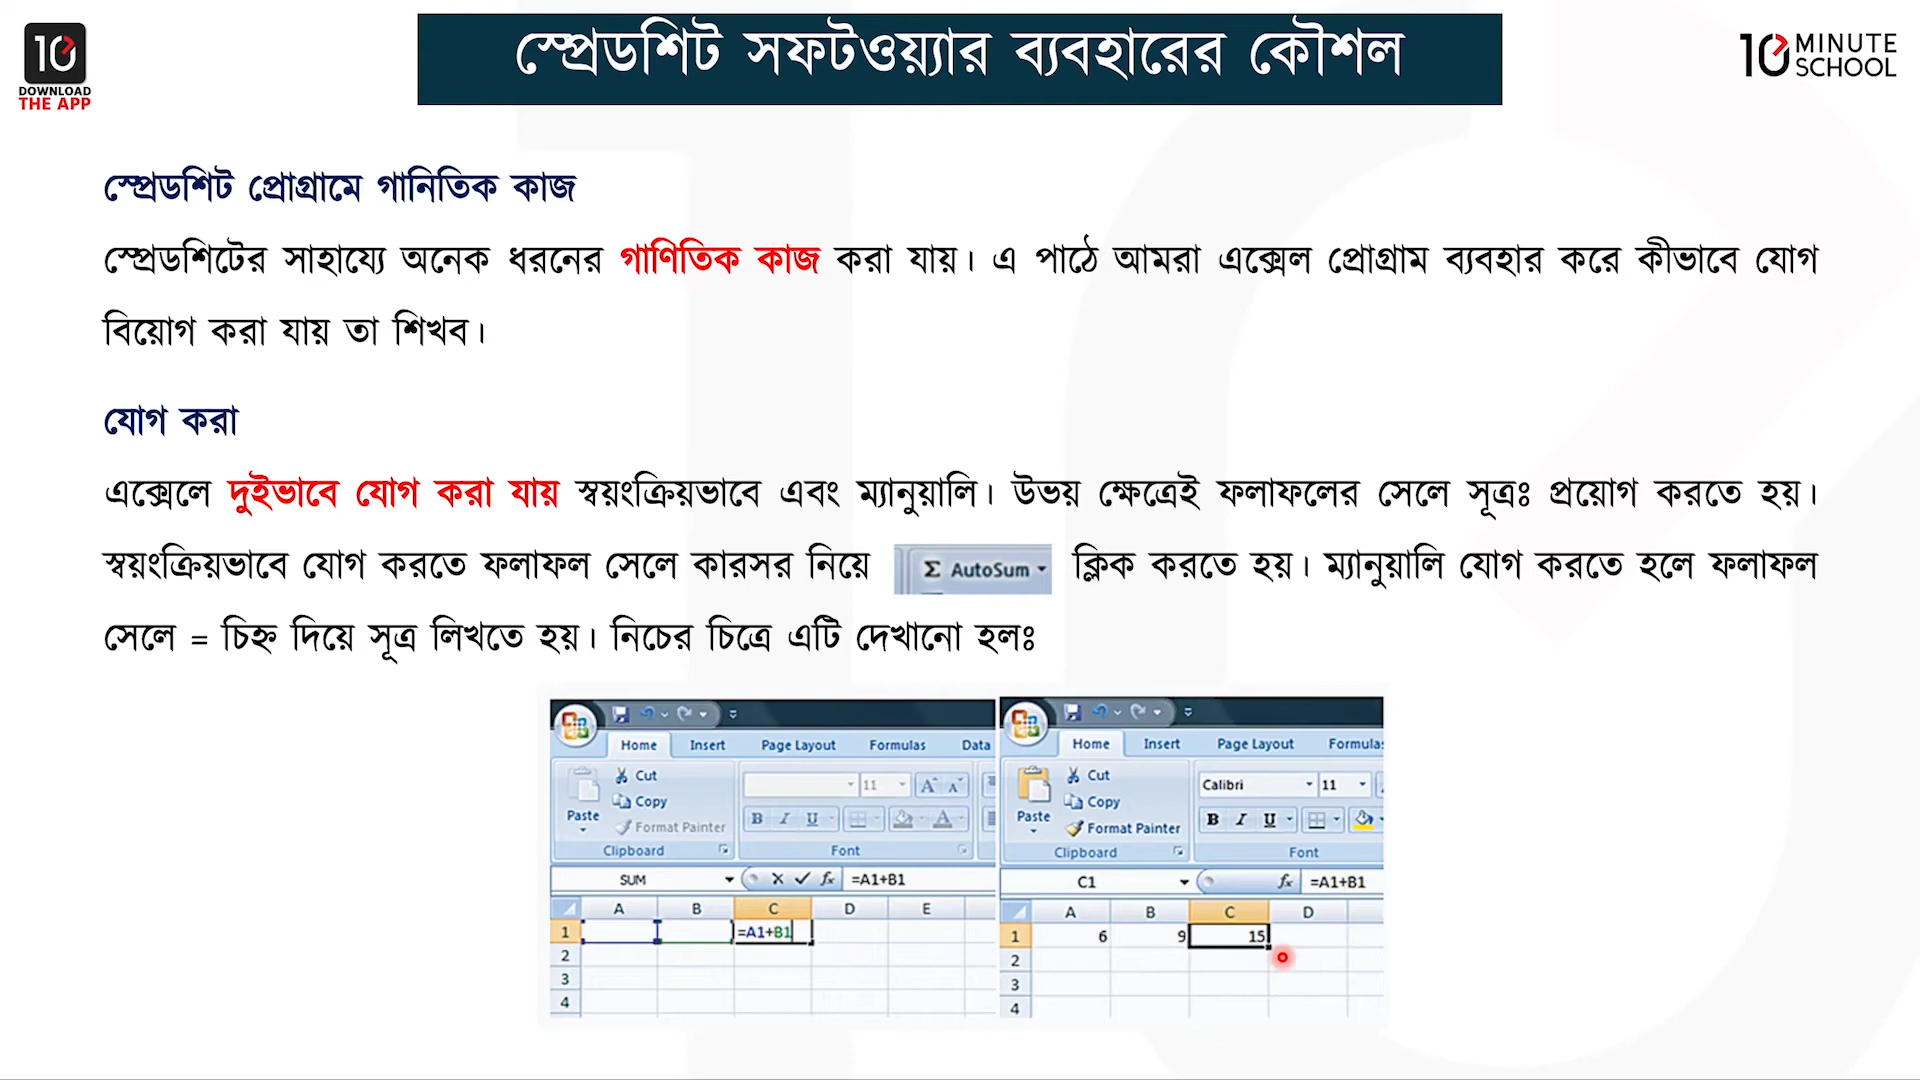 স্প্রেডশিট সফটওয়্যার ব্যবহারের কৌশল
10
DOWNLOAD
THE APP
10 MINUTE
SCHOOL
স্প্রেডশিট প্রোগ্রামে গানিতিক কাজ
স্প্রেডশিটের সাহায্যে অনেক ধরনের গাণিতিক কাজ করা যায়। এ পাঠে আমরা এক্সেল প্রোগ্রাম ব্যবহার করে কীভাবে যোগ
বিয়োগ করা যায় তা শিখব।
যোগ করা
এক্সেলে দুইভাবে যোগ করা যায় স্বয়ংক্রিয়ভাবে এবং ম্যানুয়ালি। উভয় ক্ষেত্রেই ফলাফলের সেলে সূত্রঃ প্রয়োগ করতে হয়।
স্বয়ংক্রিয়ভাবে যোগ করতে ফলাফল সেলে কারসর নিয়ে Σ AutoSum ক্লিক করতে হয়। ম্যানুয়ালি যোগ করতে হলে ফলাফল
সেলে = চিহ্ন দিয়ে সূত্র লিখতে হয়। নিচের চিত্রে এটি দেখানো হলঃ
Home Insert Page Layout Formulas Data
Cut
Copy
Paste
Format Painter
11 A A
B I U A
Clipboard Font
SUM fx =A1+B1
A B C D E
1 =A1+B1
2
3
4
Home Insert Page Layout Formulas
Cut
Copy
Paste
Format Painter
Calibri 11
B I U
Clipboard Font
C1 fx =A1+B1
A B C D
1 6 9 15
2
3
4